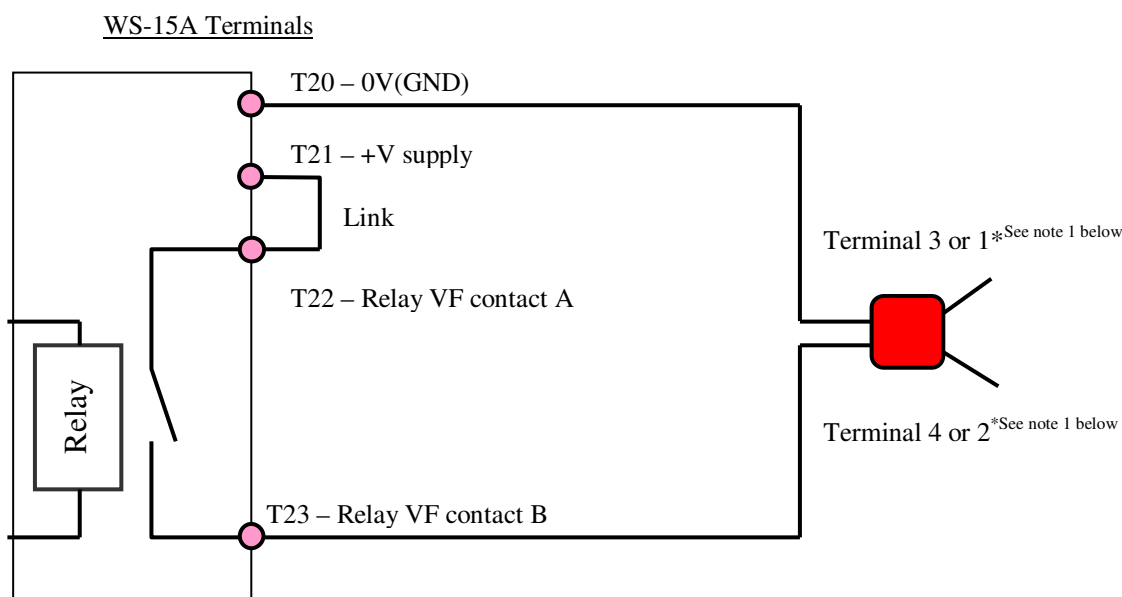 WS-15A Terminals
T20 – 0V(GND)
T21 – +V supply
Link
Terminal 3 or 1*See note 1 below
T22 – Relay VF contact A
Relay
Terminal 4 or 2*See note 1 below
T23 – Relay VF contact B